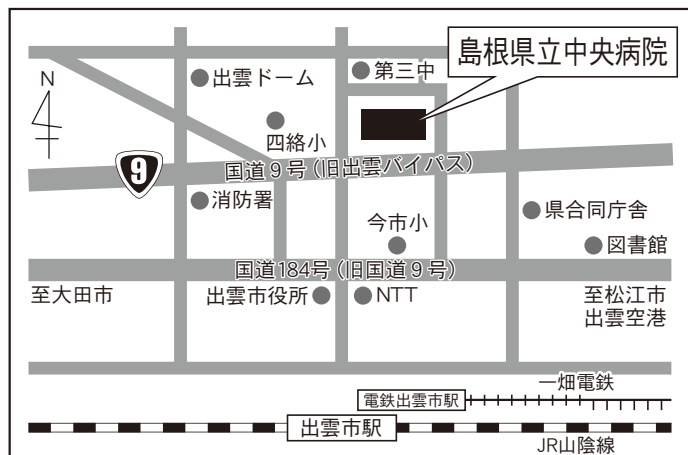 島根県立中央病院
N
出雲ドーム
第三中
四絡小
9
国道9号（旧出雲バイパス）
消防署
今市小
県合同庁舎
図書館
国道184号（旧国道9号）
至大田市
出雲市役所
NTT
至松江市
出雲空港
一畑電鉄
電鉄出雲市駅
出雲市駅
JR山陰線